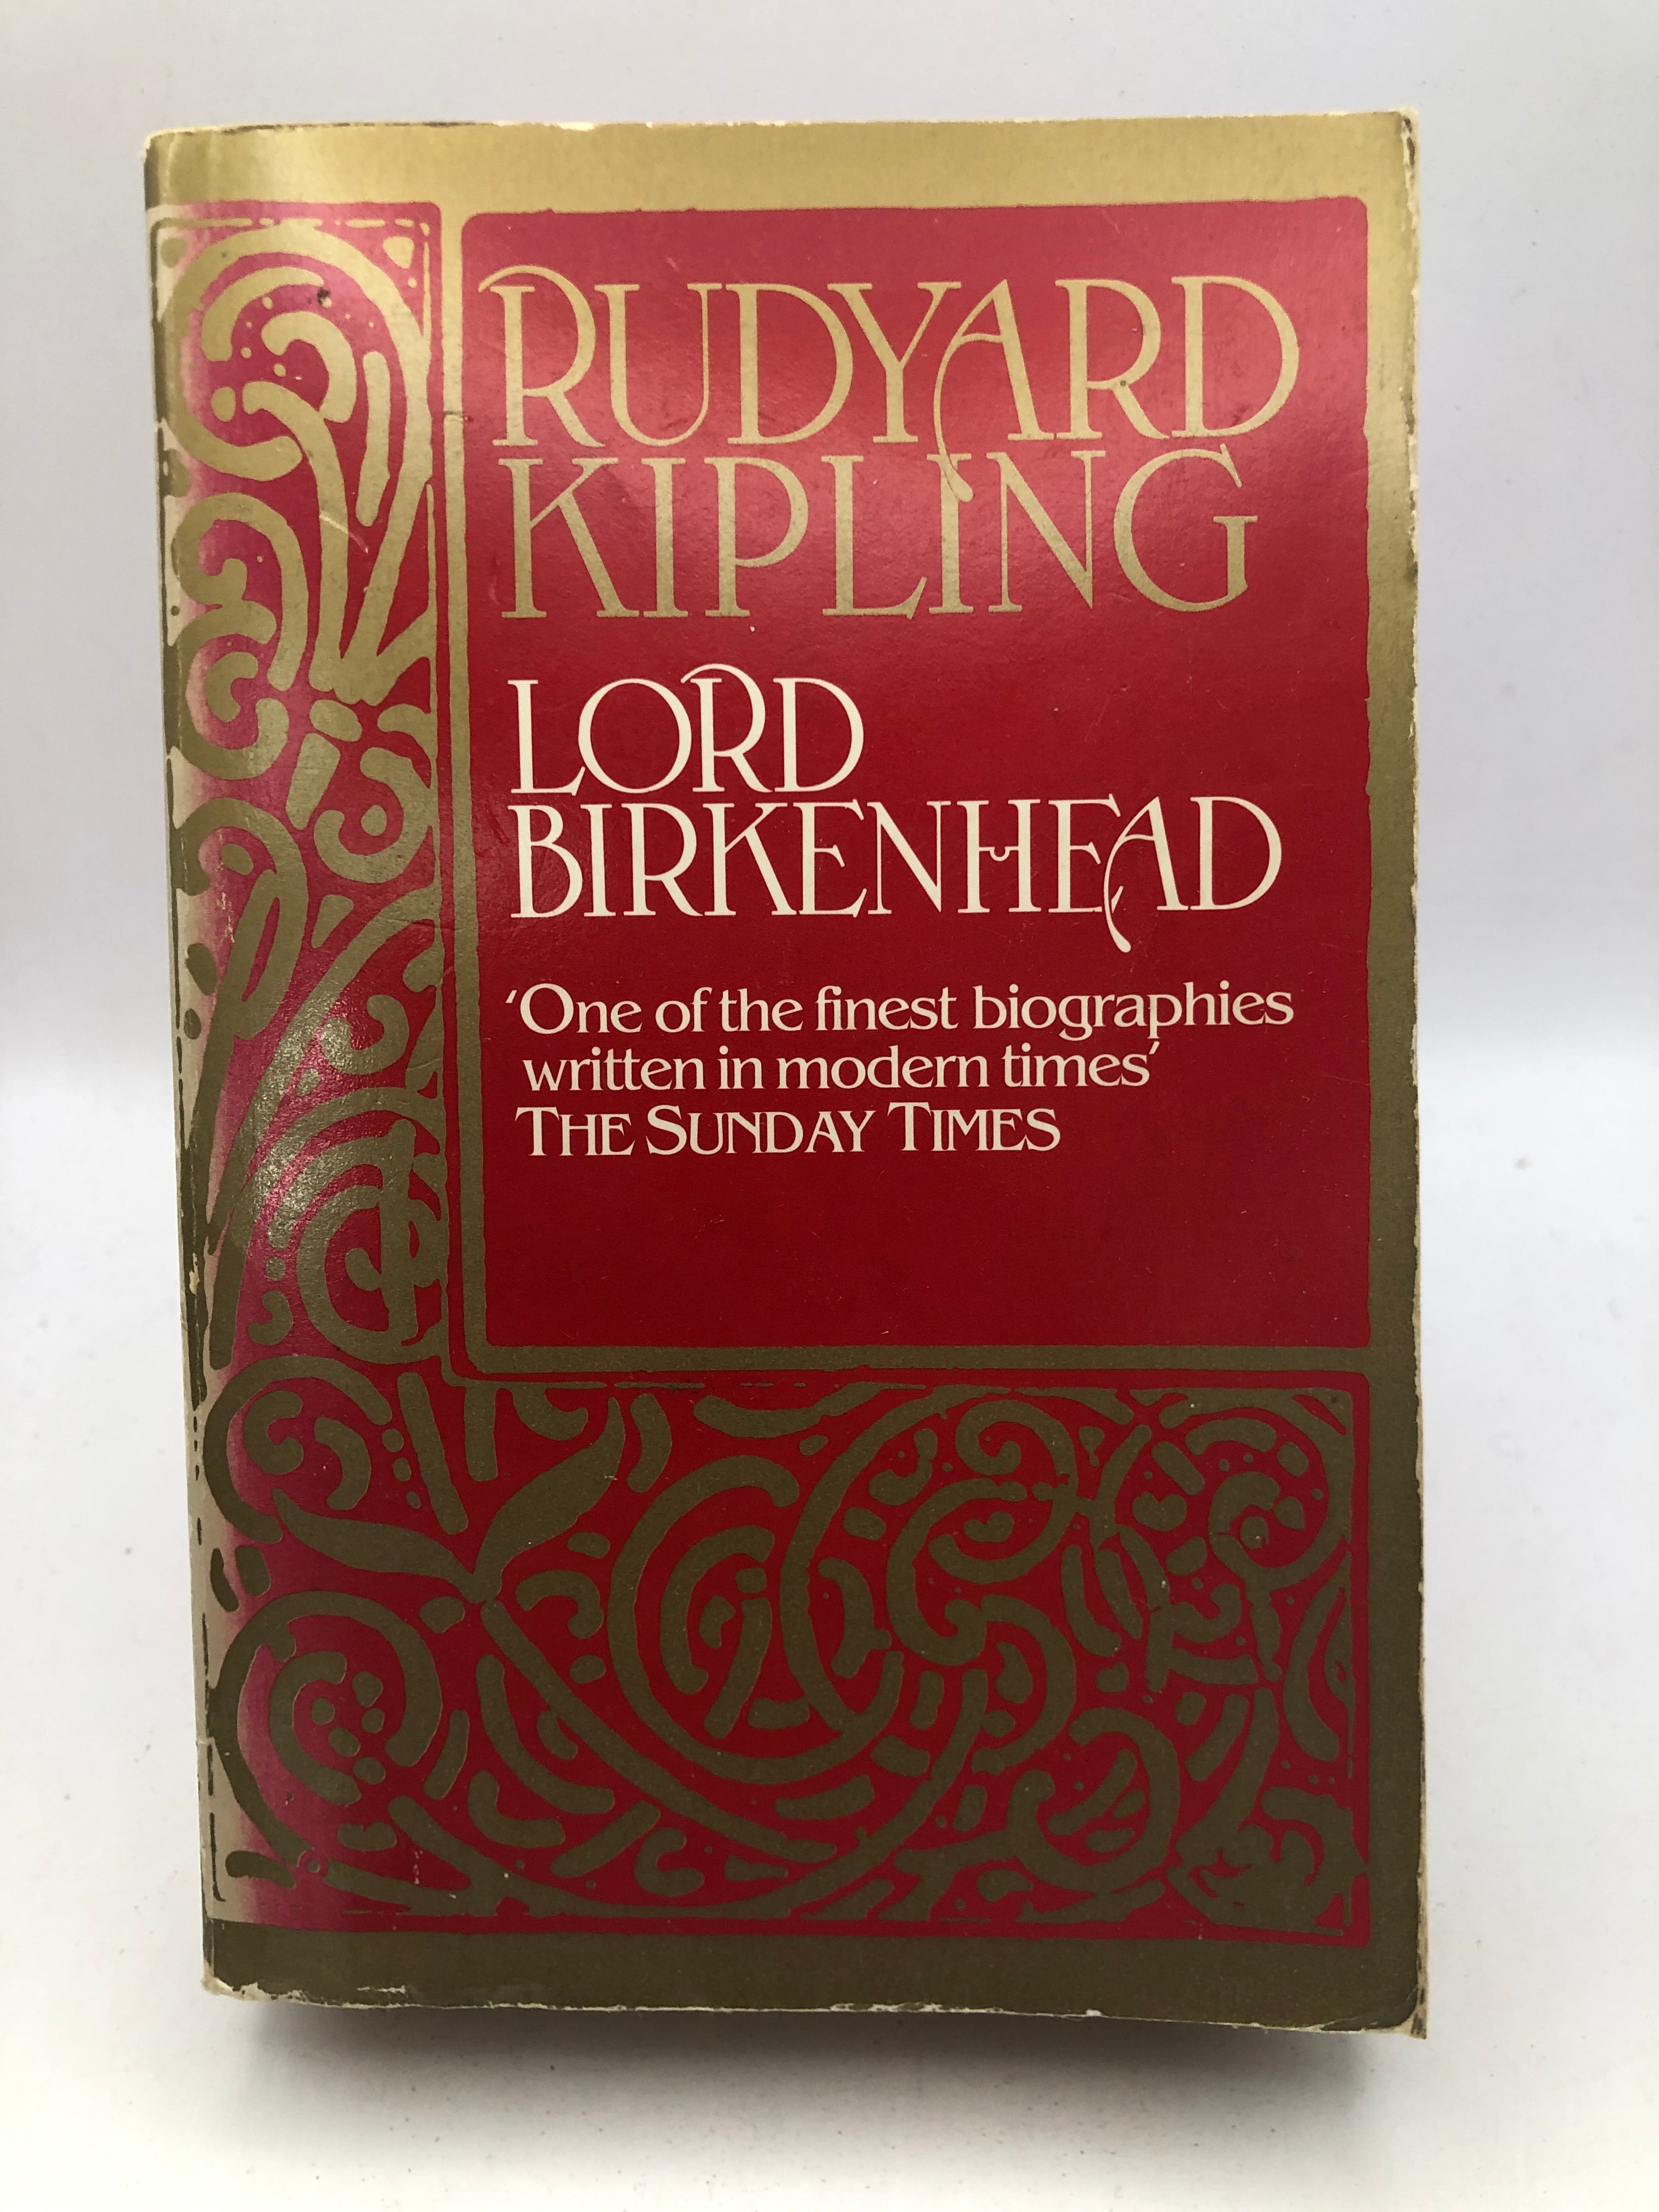 RUDYARD
KIPLING
LORD
BIRKENHEAD
‘One of the finest biographies
written in modern times’
THE SUNDAY TIMES